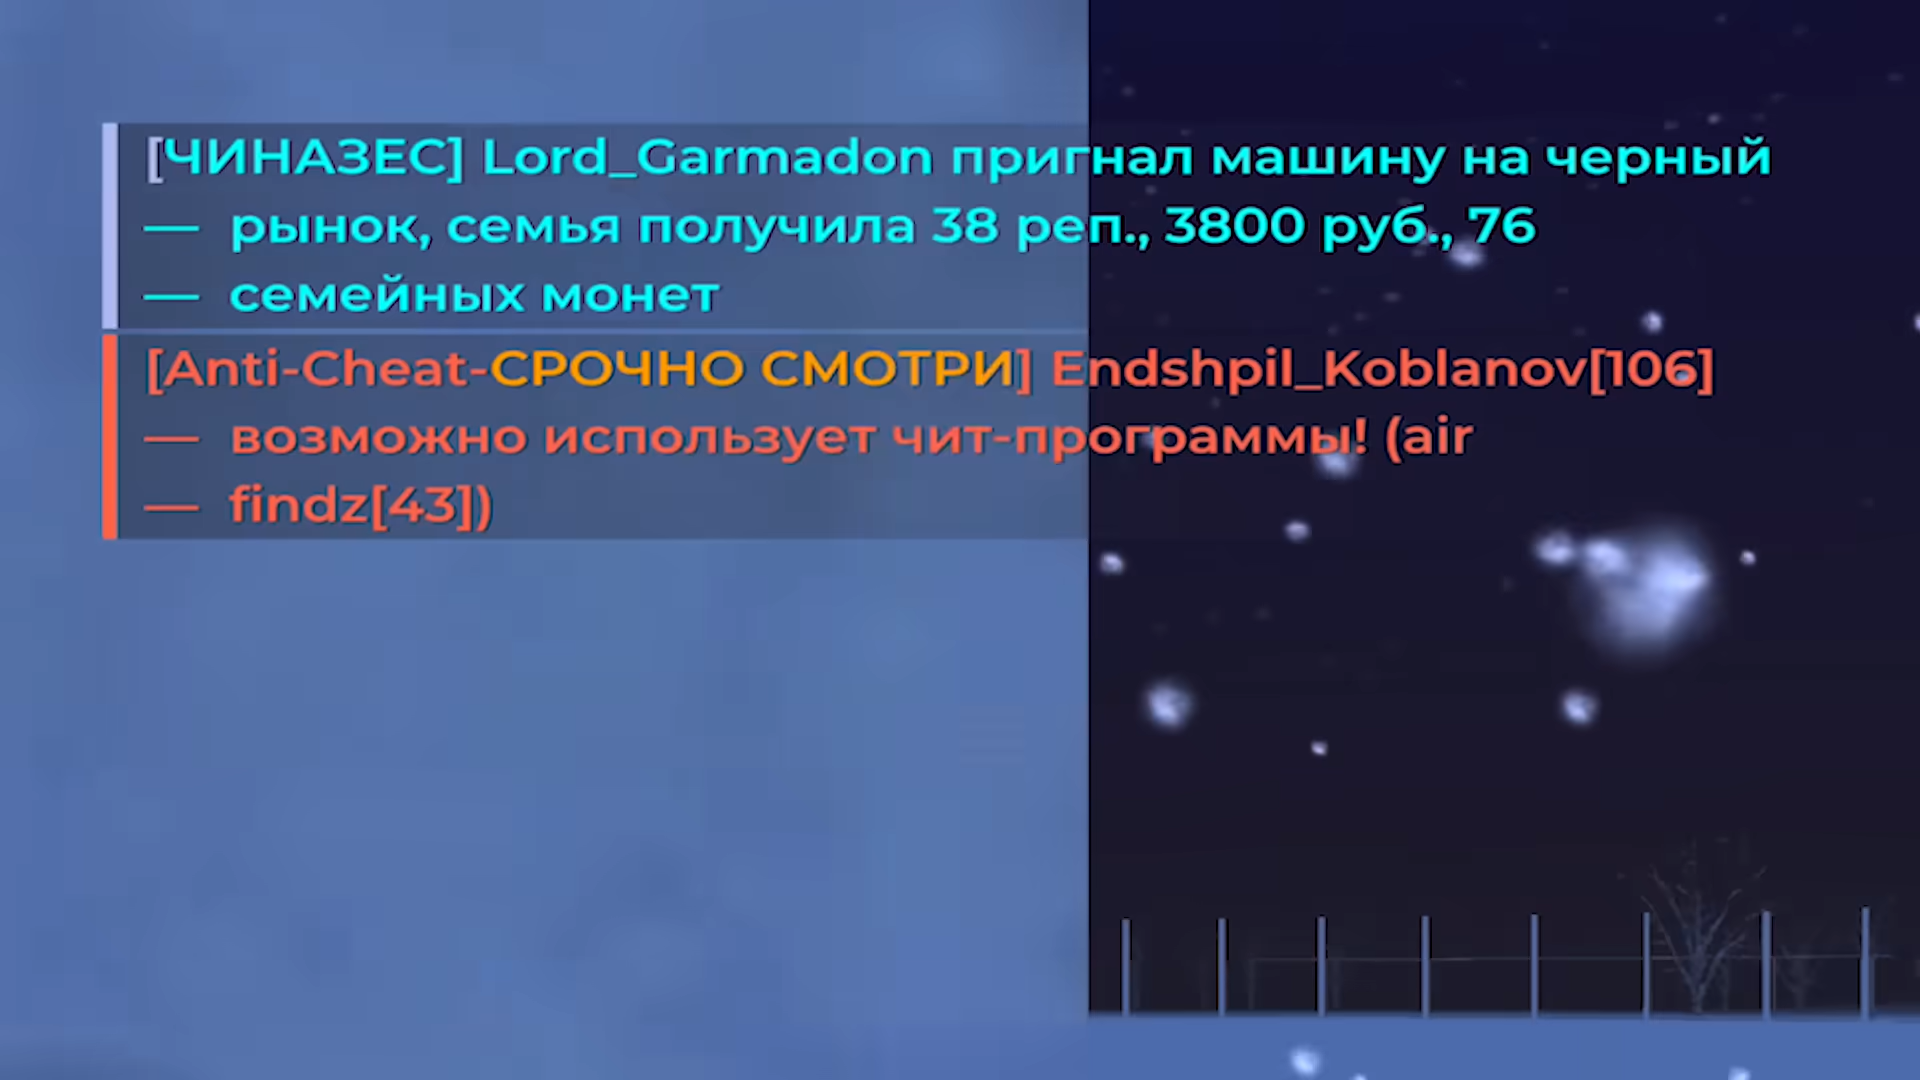 [ЧИНАЗЕС] Lord_Garmadon пригнал машину на черный
— рынок, семья получила 38 реп., 3800 руб., 76
— семейных монет
[Anti-Cheat-СРОЧНО СМОТРИ] Endshpil_Koblanov[106]
— возможно использует чит-программы! (air
— findz[43])